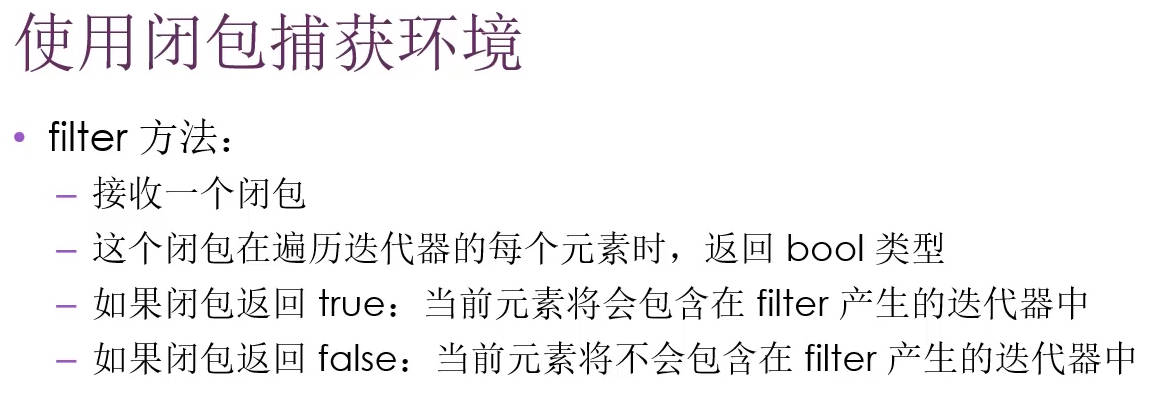 使用闭包捕获环境
• filter 方法：
– 接收一个闭包
– 这个闭包在遍历迭代器的每个元素时，返回 bool 类型
– 如果闭包返回 true：当前元素将会包含在 filter 产生的迭代器中
– 如果闭包返回 false：当前元素将不会包含在 filter 产生的迭代器中